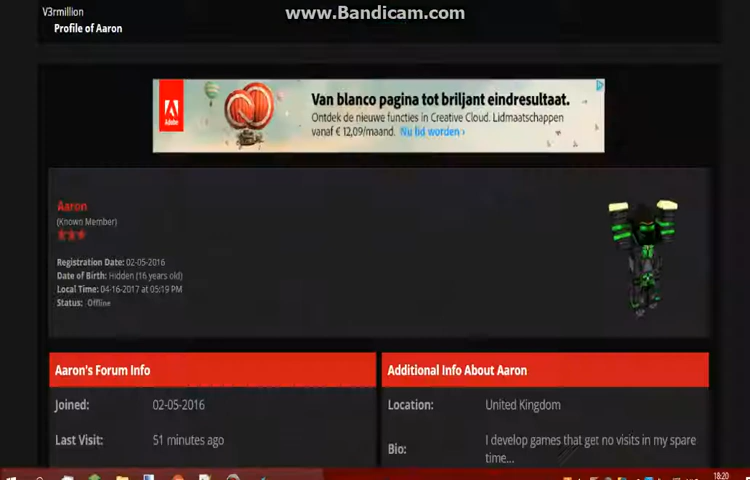 www.Bandicam.com
V3rmillion
Profile of Aaron
Van blanco pagina tot briljant eindresultaat.
Ontdek de nieuwe functies in Creative Cloud. Lidmaatschappen
vanaf € 12,09/maand. Nu lid worden ›
Adobe
Aaron
(Known Member)
Registration Date: 02-05-2016
Date of Birth: Hidden (16 years old)
Local Time: 04-16-2017 at 05:19 PM
Status: Offline
Aaron's Forum Info
Additional Info About Aaron
Joined: 02-05-2016
Location: United Kingdom
Last Visit: 51 minutes ago
Bio: I develop games that get no visits in my spare
time...
18:20